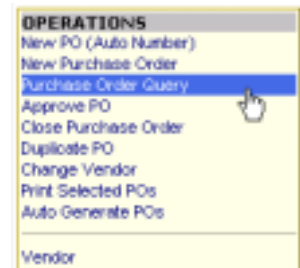 OPERATIONS
New PO (Auto Number)
New Purchase Order
Purchase Order Query
Approve PO
Close Purchase Order
Duplicate PO
Change Vendor
Print Selected POs
Auto Generate POs
Vendor